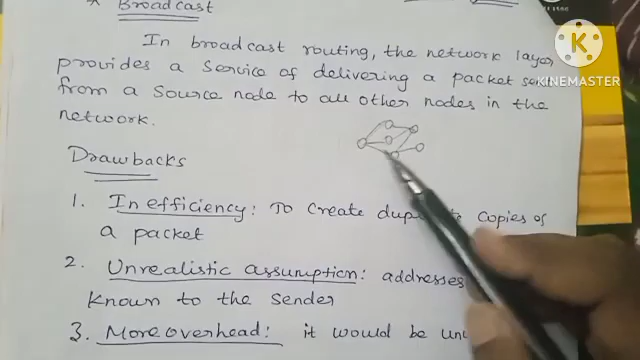 * Broadcast
In broadcast routing, the network layer
provides a service of delivering a packet
from a source node to all other nodes in the
network.
Drawbacks
1. Inefficiency: To create copies of
a packet
2. Unrealistic assumption: addresses
known to the sender
3. More overhead: it would be
K
KINEMASTER